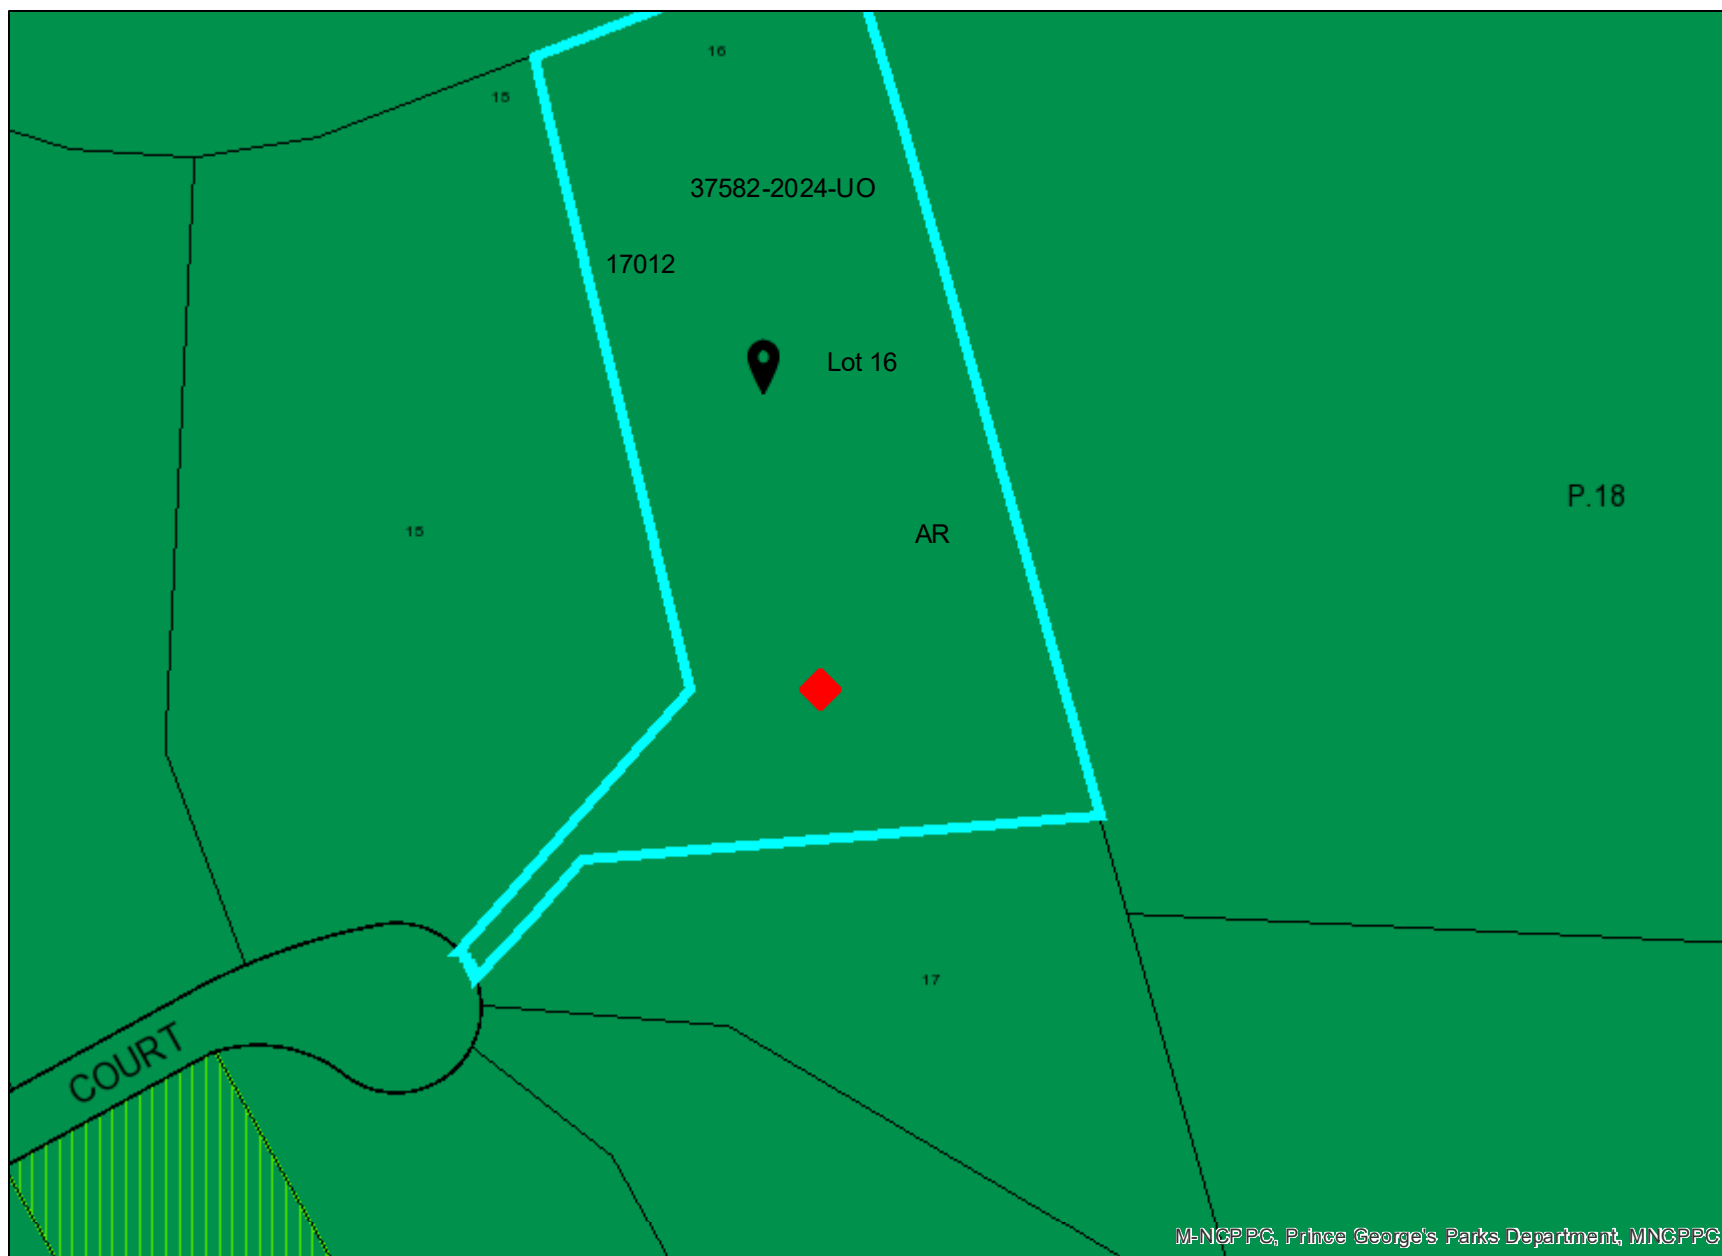 16
15
37582-2024-UO
17012
Lot 16
P.18
15
AR
17
COURT
M-NCPPC, Prince George's Parks Department, MNCPPC